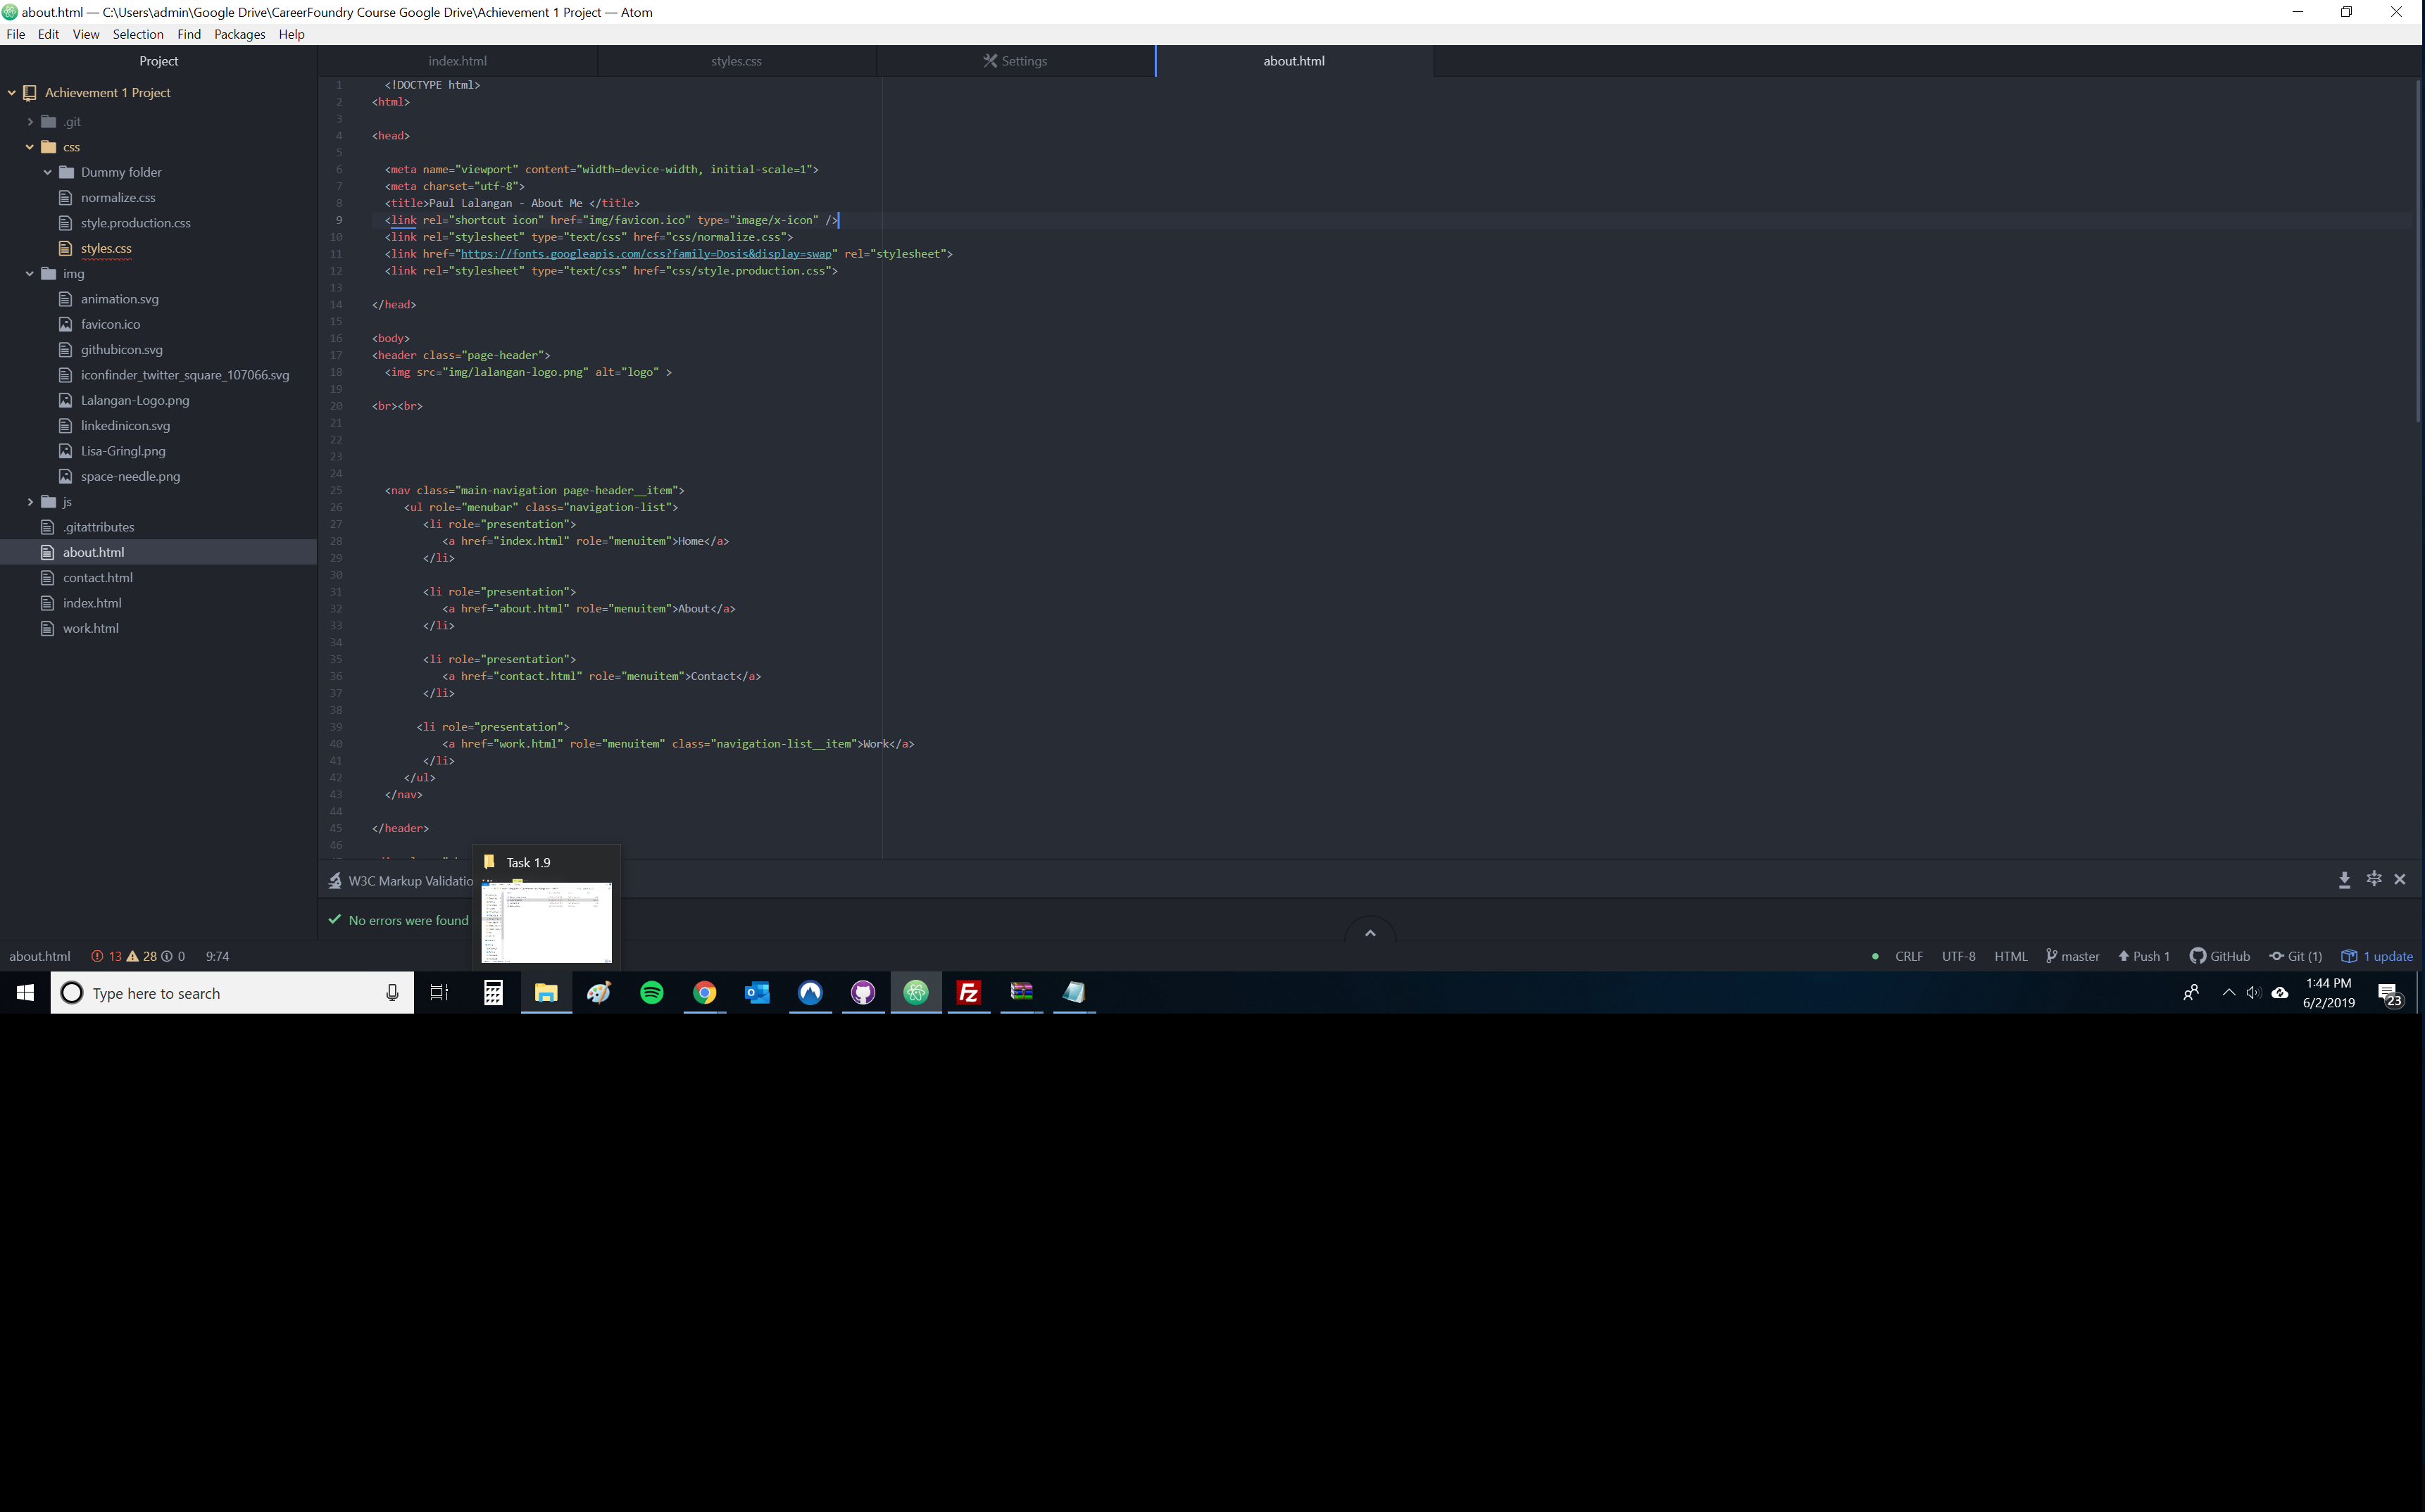 about.html — C:\Users\admin\Google Drive\CareerFoundry Course Google Drive\Achievement 1 Project — Atom
File Edit View Selection Find Packages Help
Project
Achievement 1 Project
.git
css
Dummy folder
normalize.css
style.production.css
styles.css
img
animation.svg
favicon.ico
githubicon.svg
iconfinder_twitter_square_107066.svg
Lalangan-Logo.png
linkedinicon.svg
Lisa-Gringl.png
space-needle.png
js
.gitattributes
about.html
contact.html
index.html
work.html
index.html styles.css Settings about.html
1 <!DOCTYPE html>
2 <html>
3
4 <head>
5
6 <meta name="viewport" content="width=device-width, initial-scale=1">
7 <meta charset="utf-8">
8 <title>Paul Lalangan - About Me </title>
9 <link rel="shortcut icon" href="img/favicon.ico" type="image/x-icon" />
10 <link rel="stylesheet" type="text/css" href="css/normalize.css">
11 <link href="https://fonts.googleapis.com/css?family=Dosis&display=swap" rel="stylesheet">
12 <link rel="stylesheet" type="text/css" href="css/style.production.css">
13
14 </head>
15
16 <body>
17 <header class="page-header">
18 <img src="img/lalangan-logo.png" alt="logo" >
19
20 <br><br>
21
22
23
24
25 <nav class="main-navigation page-header__item">
26 <ul role="menubar" class="navigation-list">
27 <li role="presentation">
28 <a href="index.html" role="menuitem">Home</a>
29 </li>
30
31 <li role="presentation">
32 <a href="about.html" role="menuitem">About</a>
33 </li>
34
35 <li role="presentation">
36 <a href="contact.html" role="menuitem">Contact</a>
37 </li>
38
39 <li role="presentation">
40 <a href="work.html" role="menuitem" class="navigation-list__item">Work</a>
41 </li>
42 </ul>
43 </nav>
44
45 </header>
46
Task 1.9
W3C Markup Validatio
No errors were found
about.html 13 28 0 9:74
CRLF UTF-8 HTML master Push 1 GitHub Git (1) 1 update
Type here to search
1:44 PM
6/2/2019
23